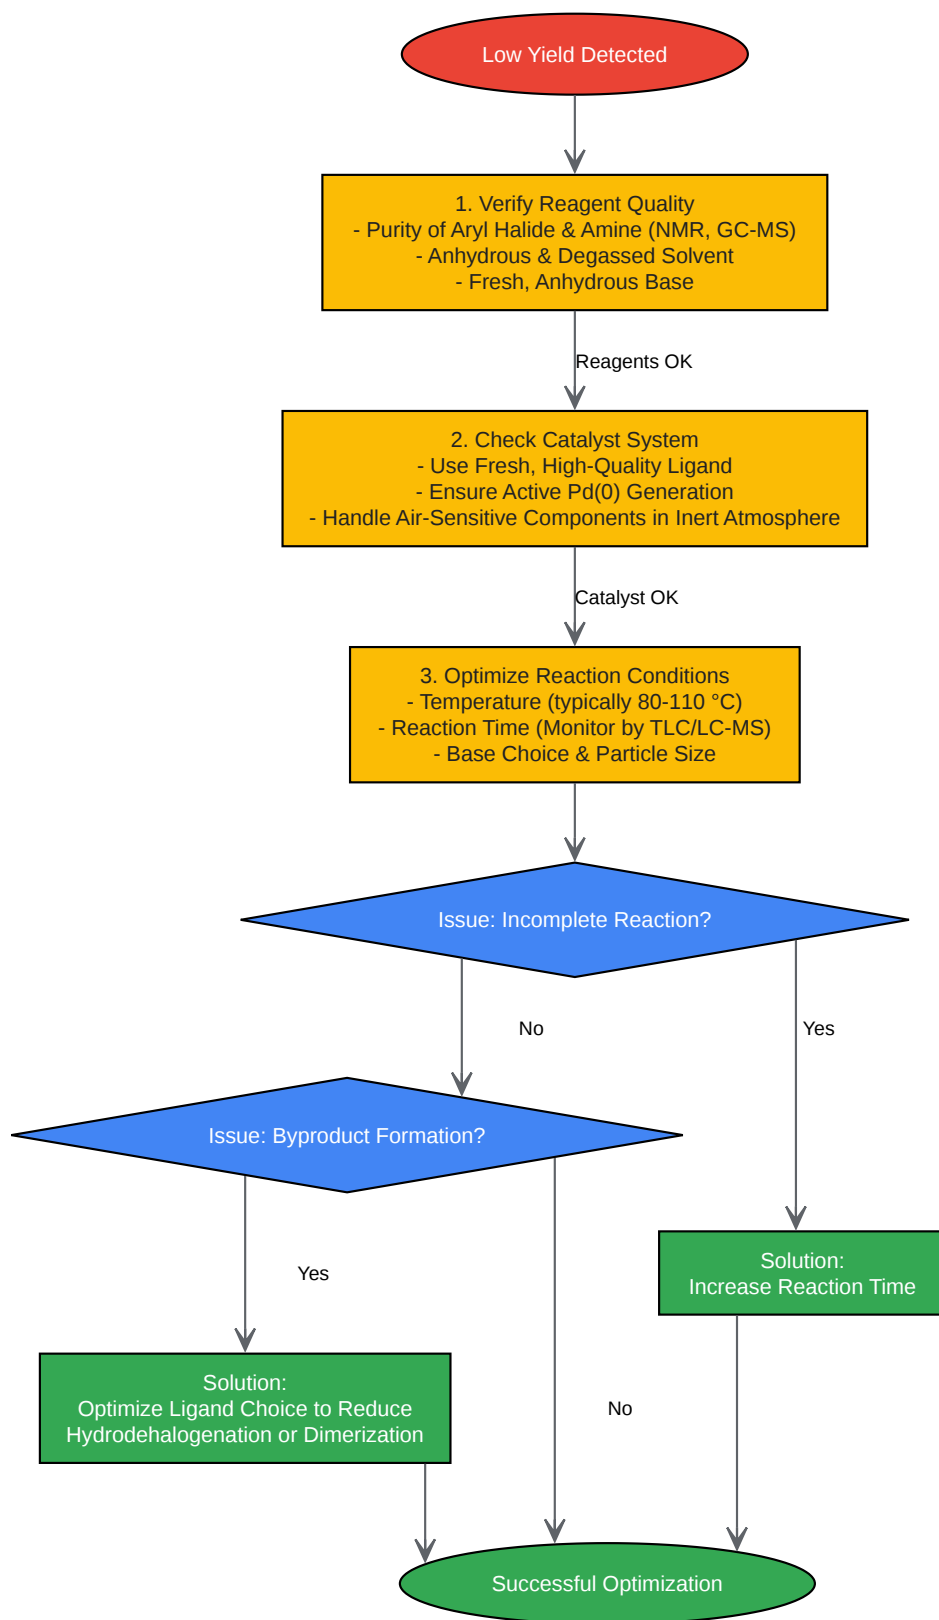 Low Yield Detected
1. Verify Reagent Quality
- Purity of Aryl Halide & Amine (NMR, GC-MS)
- Anhydrous & Degassed Solvent
- Fresh, Anhydrous Base
Reagents OK
2. Check Catalyst System
- Use Fresh, High-Quality Ligand
- Ensure Active Pd(0) Generation
- Handle Air-Sensitive Components in Inert Atmosphere
Catalyst OK
3. Optimize Reaction Conditions
- Temperature (typically 80-110 °C)
- Reaction Time (Monitor by TLC/LC-MS)
- Base Choice & Particle Size
Issue: Incomplete Reaction?
No
Yes
Issue: Byproduct Formation?
Yes
Solution:
Increase Reaction Time
Solution:
Optimize Ligand Choice to Reduce
Hydrodehalogenation or Dimerization
No
Successful Optimization